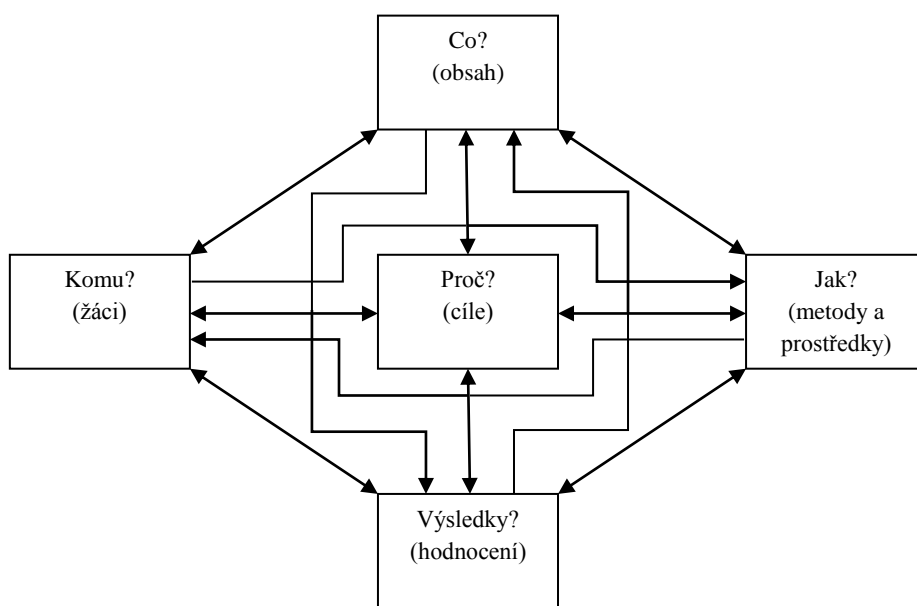 Co?
(obsah)
Komu?
(žáci)
Proč?
(cíle)
Jak?
(metody a
prostředky)
Výsledky?
(hodnocení)